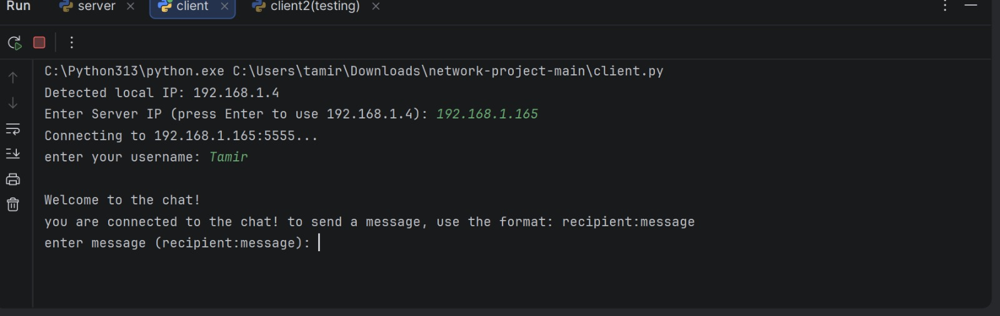 Run server client client2(testing)
C:\Python313\python.exe C:\Users\tamir\Downloads\network-project-main\client.py
Detected local IP: 192.168.1.4
Enter Server IP (press Enter to use 192.168.1.4): 192.168.1.165
Connecting to 192.168.1.165:5555...
enter your username: Tamir
Welcome to the chat!
you are connected to the chat! to send a message, use the format: recipient:message
enter message (recipient:message):